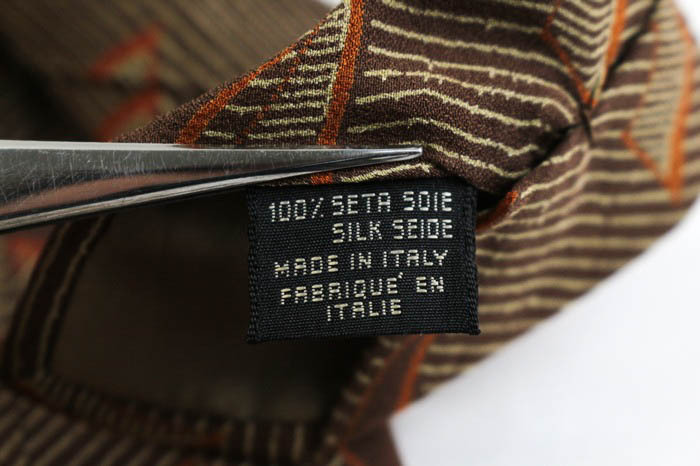 100% SETA SOIE
SILK SEIDE
MADE IN ITALY
FABRIQUE' EN
ITALIE